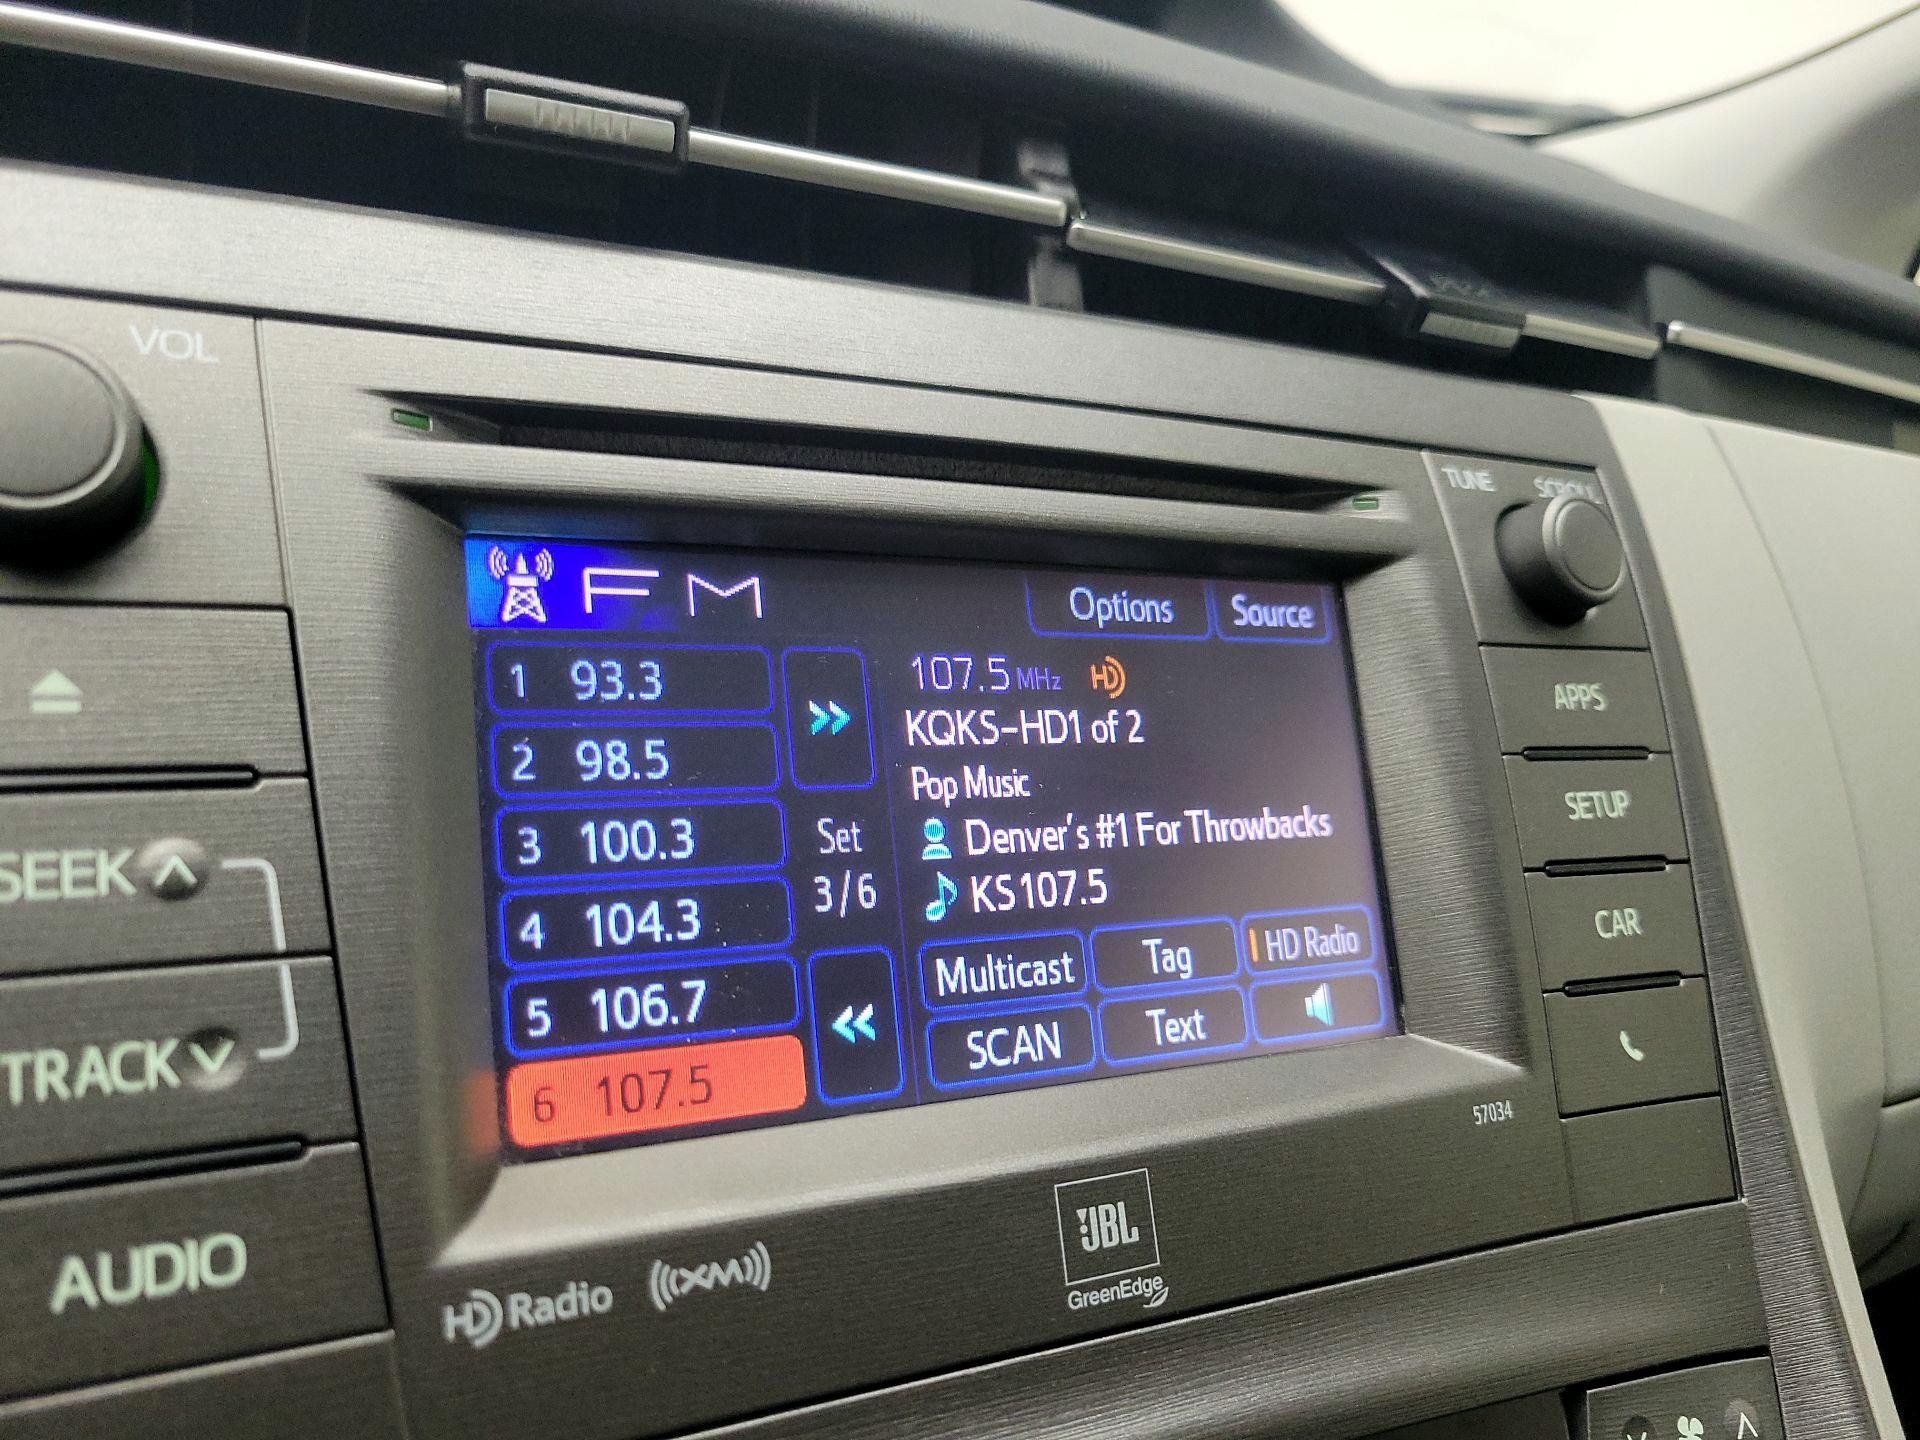 VOL
TUNE SCROLL
FM
Options
Source
1 93.3
2 98.5
3 100.3
4 104.3
5 106.7
6 107.5
Set
3/6
107.5 MHz HD
KQKS-HD1 of 2
Pop Music
Denver's #1 For Throwbacks
KS107.5
Multicast
Tag
HD Radio
SCAN
Text
APPS
SETUP
CAR
SEEK
TRACK
AUDIO
57034
HD Radio
XM
JBL
GreenEdge